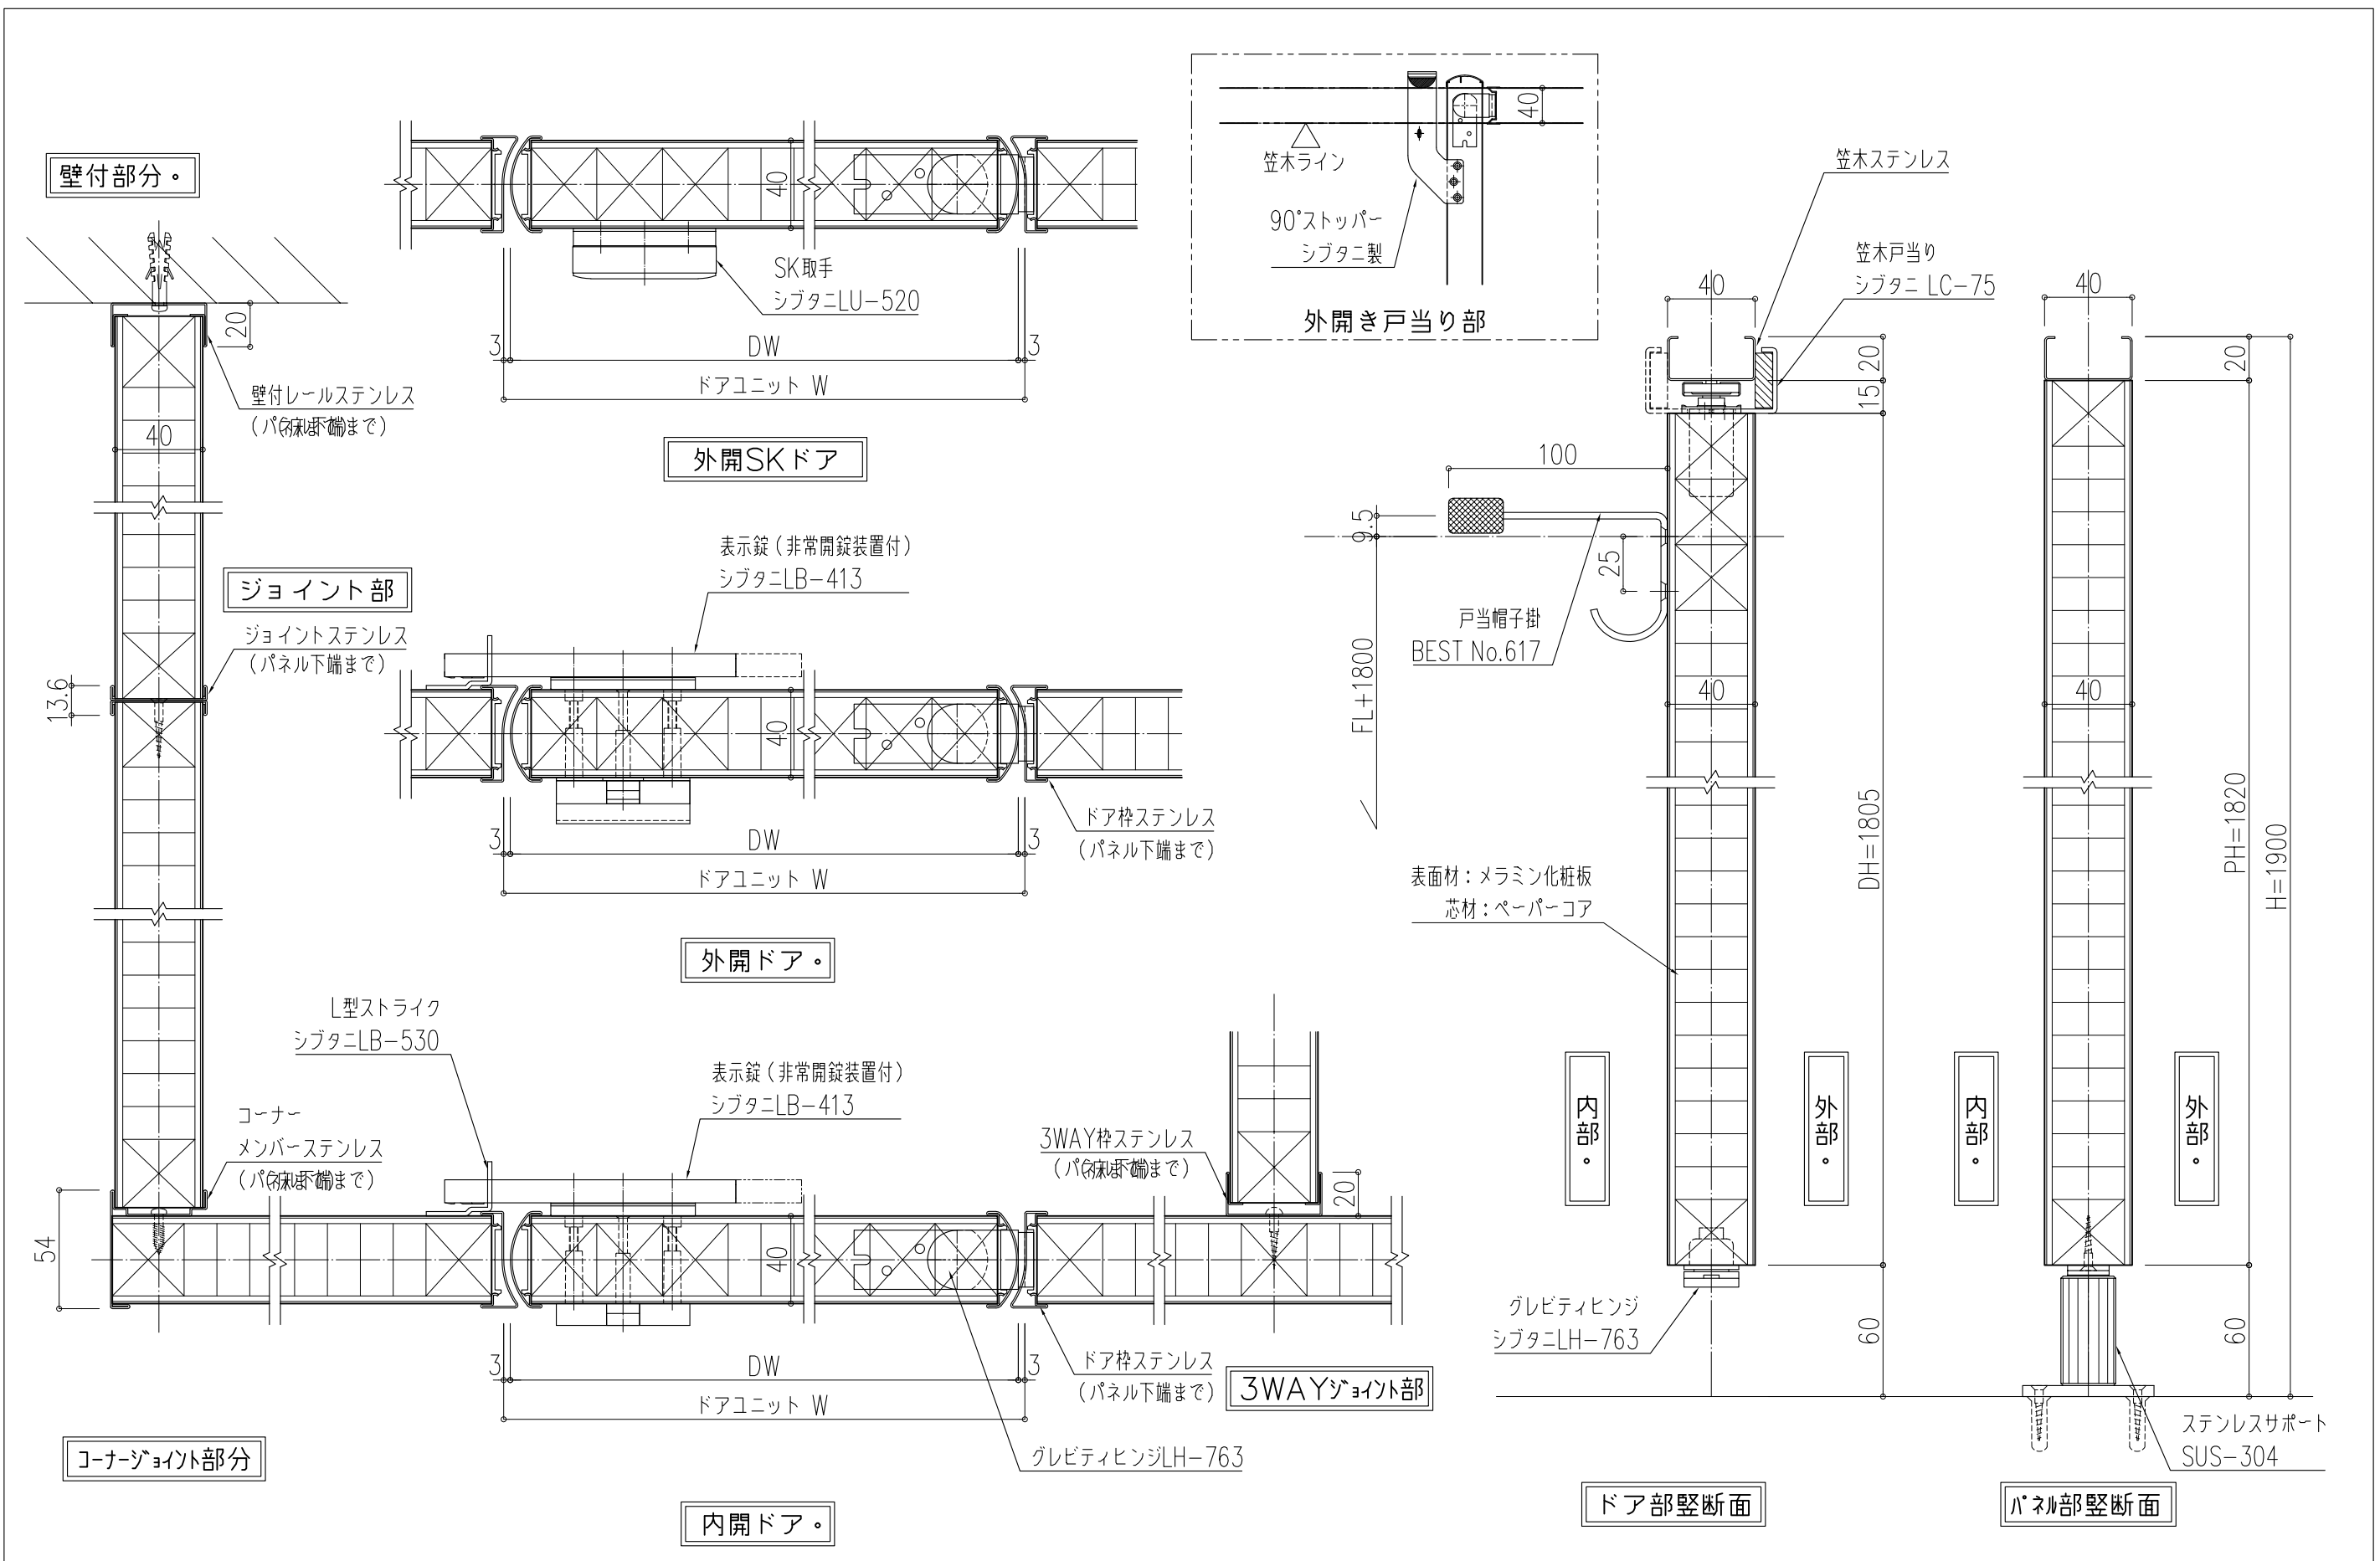 壁付部分。
20
壁付レールステンレス
40
ジョイント部
ジョイントステンレス
(パネル下端まで)
13.6
コーナー
メンバーステンレス
54
コーナージョイント部分
40
SK取手
シブタニLU-520
3
DW
3
ドアユニット W
外開SKドア
表示錠(非常開錠装置付)
シブタニLB-413
40
ドア枠ステンレス
(パネル下端まで)
3
DW
3
ドアユニット W
外開ドア。
L型ストライク
シブタニLB-530
表示錠(非常開錠装置付)
シブタニLB-413
40
3WAY枠ステンレス
20
3
DW
3
ドアユニット W
ドア枠ステンレス
(パネル下端まで)
3WAYジョイント部
グレビティヒンジLH-763
内開ドア。
40
笠木ライン
90°ストッパー
シブタニ製
外開き戸当り部
笠木ステンレス
笠木戸当り
シブタニ LC-75
40
20
15
100
9.5
25
戸当帽子掛
BEST No.617
FL+1800
40
DH=1805
表面材:メラミン化粧板
芯材:ペーパーコア
内部。
外部。
グレビティヒンジ
シブタニLH-763
60
ドア部竪断面
40
20
40
PH=1820
H=1900
内部。
外部。
60
ステンレスサポート
SUS-304
パネル部竪断面